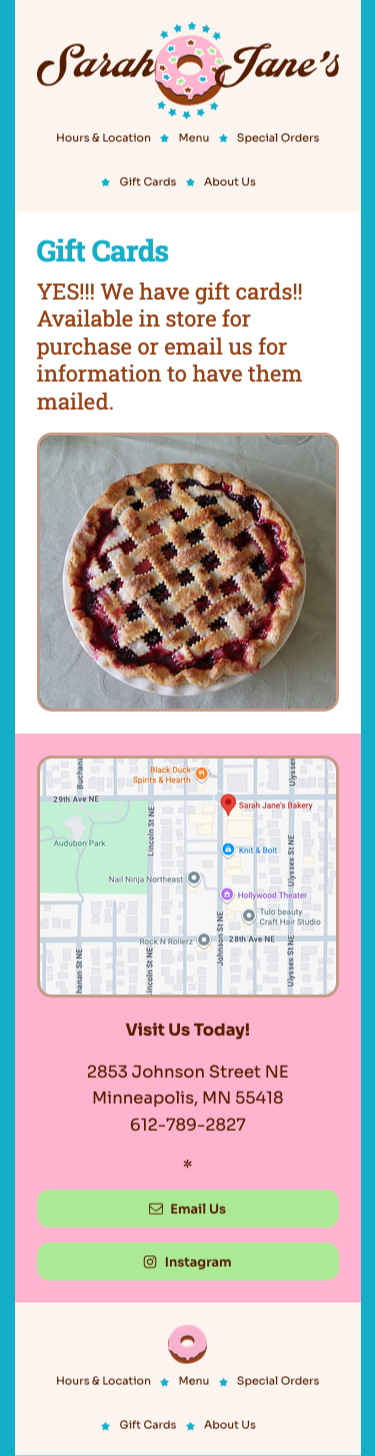 Sarah Jane's
Hours & Location ★ Menu ★ Special Orders
★ Gift Cards ★ About Us
Gift Cards
YES!!! We have gift cards!!
Available in store for
purchase or email us for
information to have them
mailed.
Black Duck
Spirits & Hearth
Buchana
Ulysses
29th Ave NE
Sarah Jane's Bakery
Lincoln St NE
Audubon Park
Knit & Bolt
Ulysses St NE
Nail Ninja Northeast
Hollywood Theater
Tulo beauty
Craft Hair Studio
Johnson St NE
Rock N Rollerz
28th Ave NE
hanan St NE
incoln St NE
Ulysses St NE
Visit Us Today!
2853 Johnson Street NE
Minneapolis, MN 55418
612-789-2827
*
Email Us
Instagram
Hours & Location ★ Menu ★ Special Orders
★ Gift Cards ★ About Us